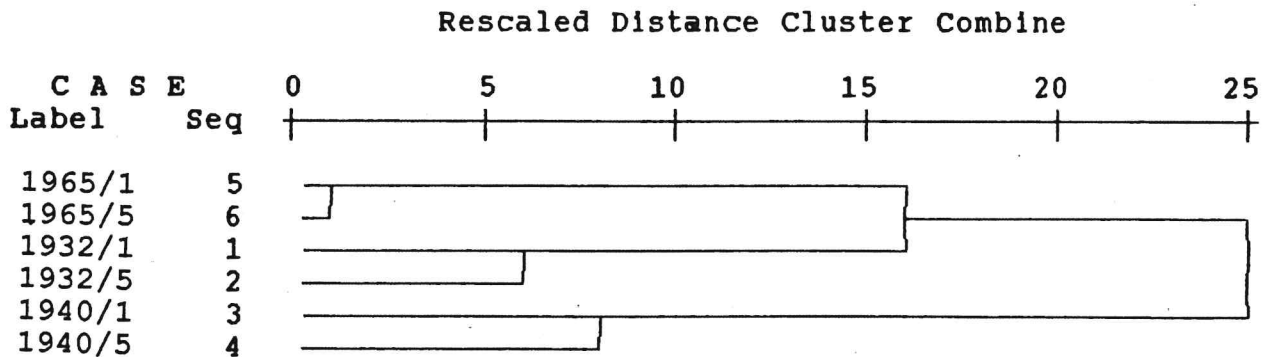 Rescaled Distance Cluster Combine
C A S E 0 5 10 15 20 25
Label Seq
1965/1 5
1965/5 6
1932/1 1
1932/5 2
1940/1 3
1940/5 4